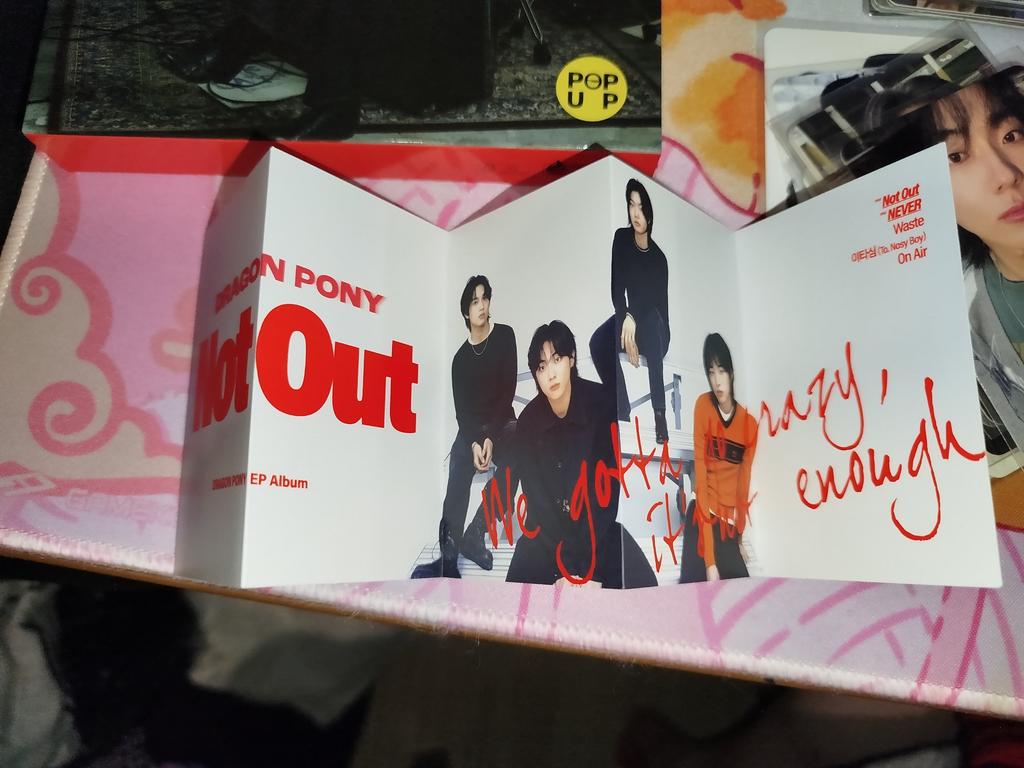 POP
UP
DRAGON PONY
Not Out
DRAGON PONY EP Album
– Not Out
– NEVER
Waste
이타심 (To. Nosy Boy)
On Air
We gotta crazy,
enough